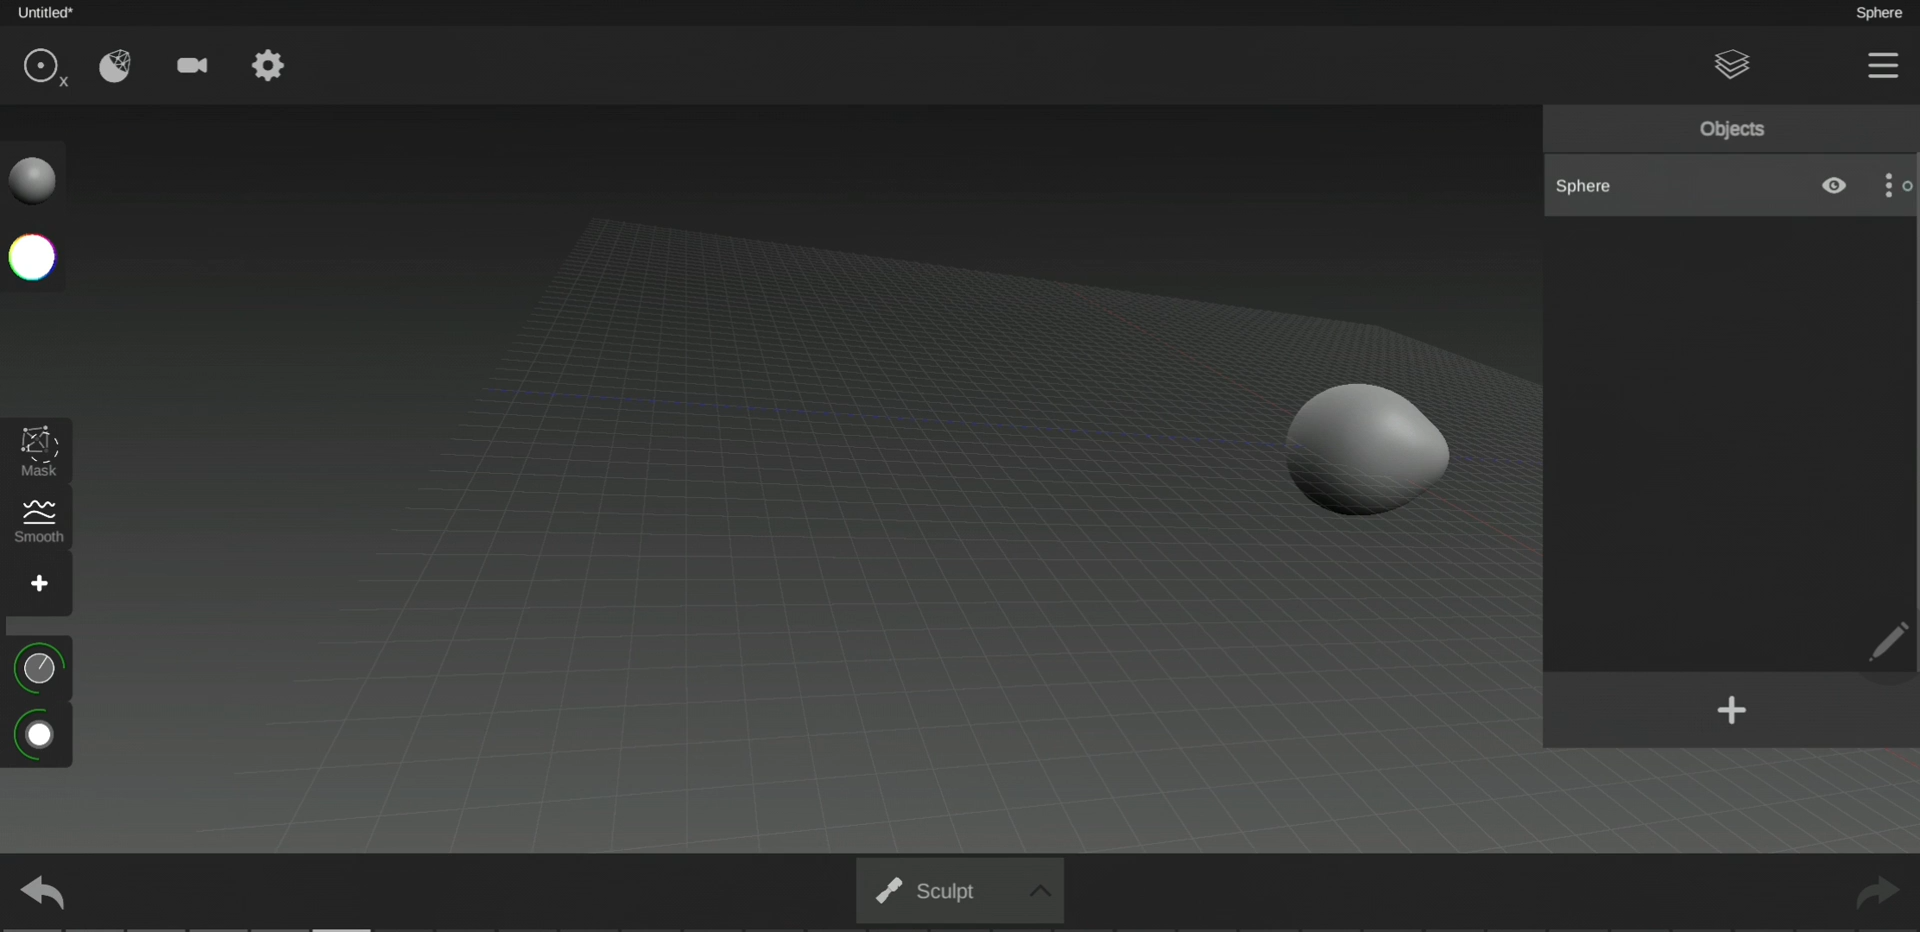 Untitled*
Sphere
x
Objects
Sphere
Mask
Smooth
Sculpt